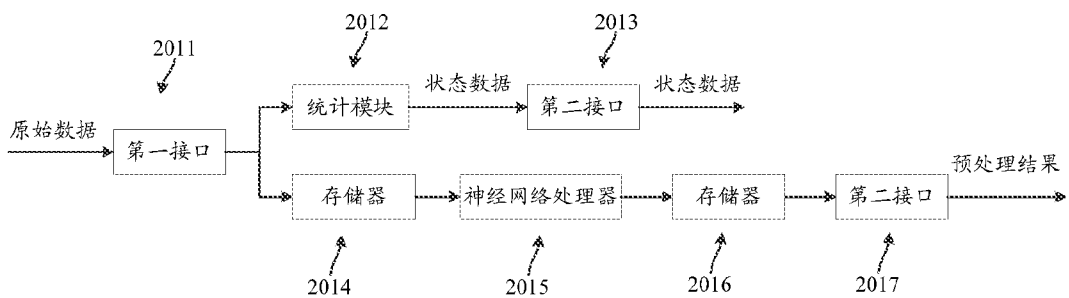 2011
2012
2013
原始数据
第一接口
统计模块
状态数据
第二接口
状态数据
存储器
神经网络处理器
存储器
第二接口
预处理结果
2014
2015
2016
2017